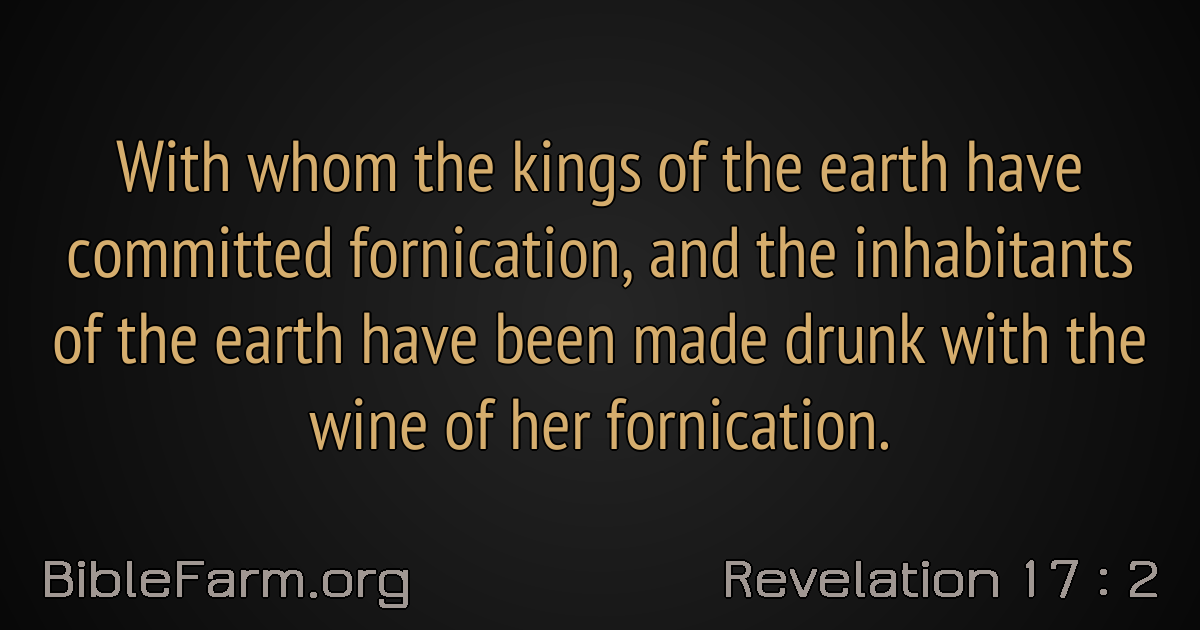 With whom the kings of the earth have
committed fornication, and the inhabitants
of the earth have been made drunk with the
wine of her fornication.
BibleFarm.org
Revelation 17 : 2